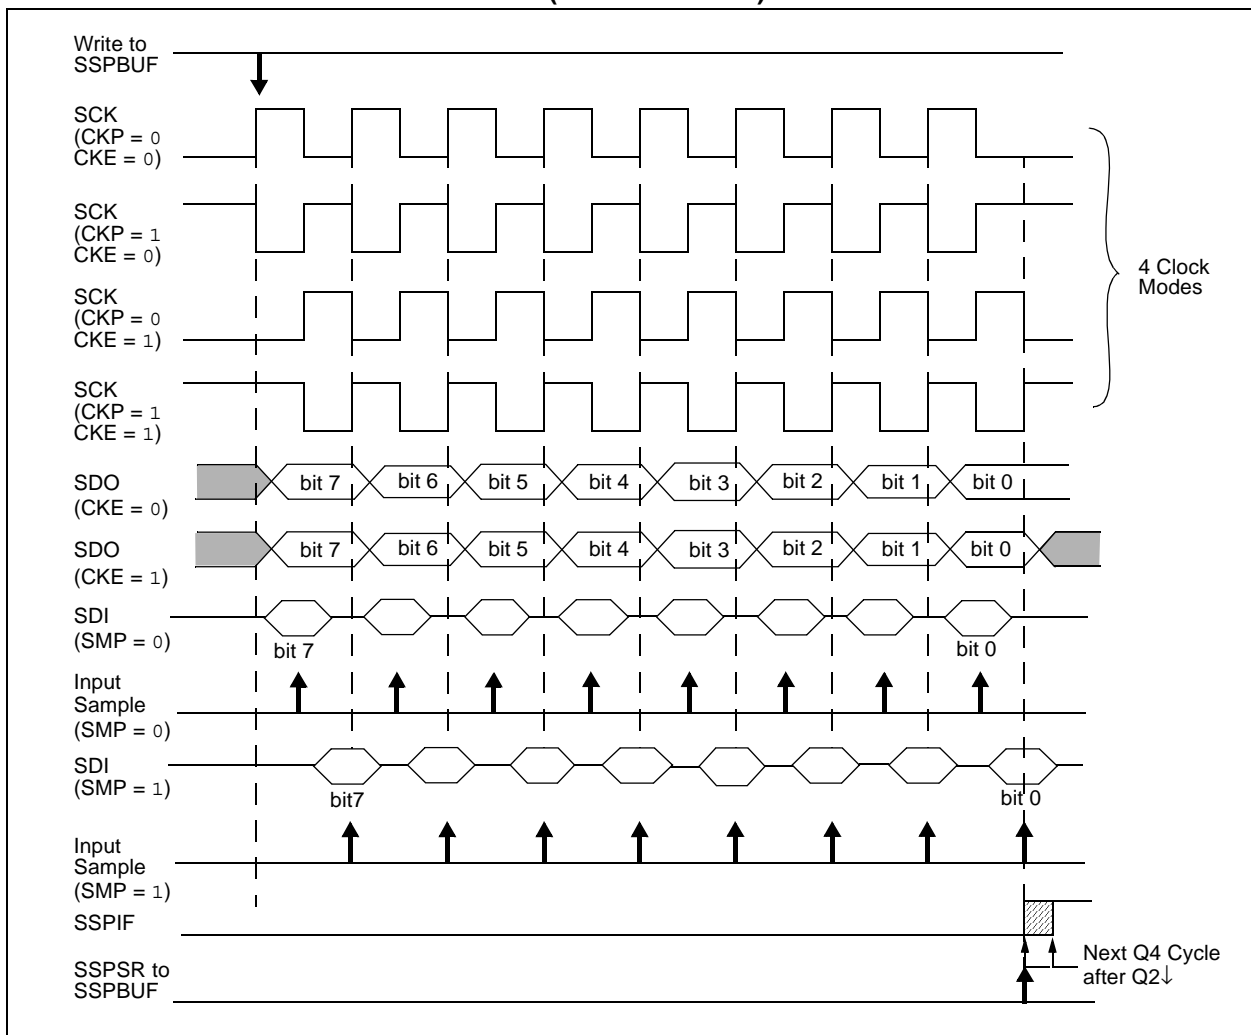 Write to
SSPBUF
SCK
(CKP = 0
CKE = 0)
SCK
(CKP = 1
CKE = 0)
4 Clock
Modes
SCK
(CKP = 0
CKE = 1)
SCK
(CKP = 1
CKE = 1)
SDO
(CKE = 0)
bit 7 bit 6 bit 5 bit 4 bit 3 bit 2 bit 1 bit 0
SDO
(CKE = 1)
bit 7 bit 6 bit 5 bit 4 bit 3 bit 2 bit 1 bit 0
SDI
(SMP = 0)
bit 7 bit 0
Input
Sample
(SMP = 0)
SDI
(SMP = 1)
bit7 bit 0
Input
Sample
(SMP = 1)
SSPIF
Next Q4 Cycle
after Q2↓
SSPSR to
SSPBUF